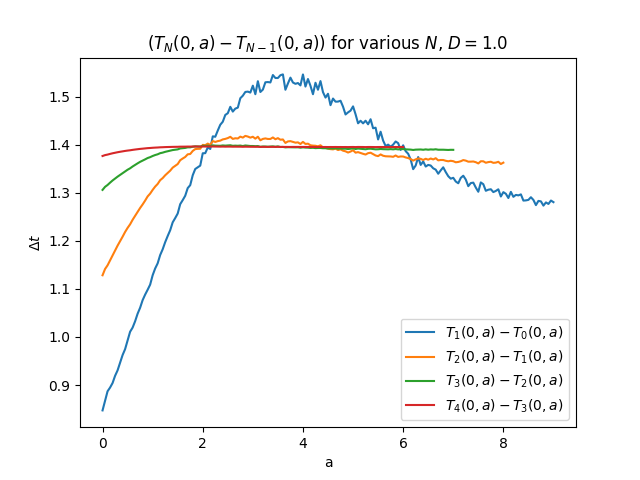 $(T_N(0, a) - T_{N-1}(0, a))$ for various $N$, $D = 1.0$
1.5
1.4
1.3
1.2
1.1
1.0
0.9
Δt
0 2 4 6 8
a
$T_1(0, a) - T_0(0, a)$
$T_2(0, a) - T_1(0, a)$
$T_3(0, a) - T_2(0, a)$
$T_4(0, a) - T_3(0, a)$